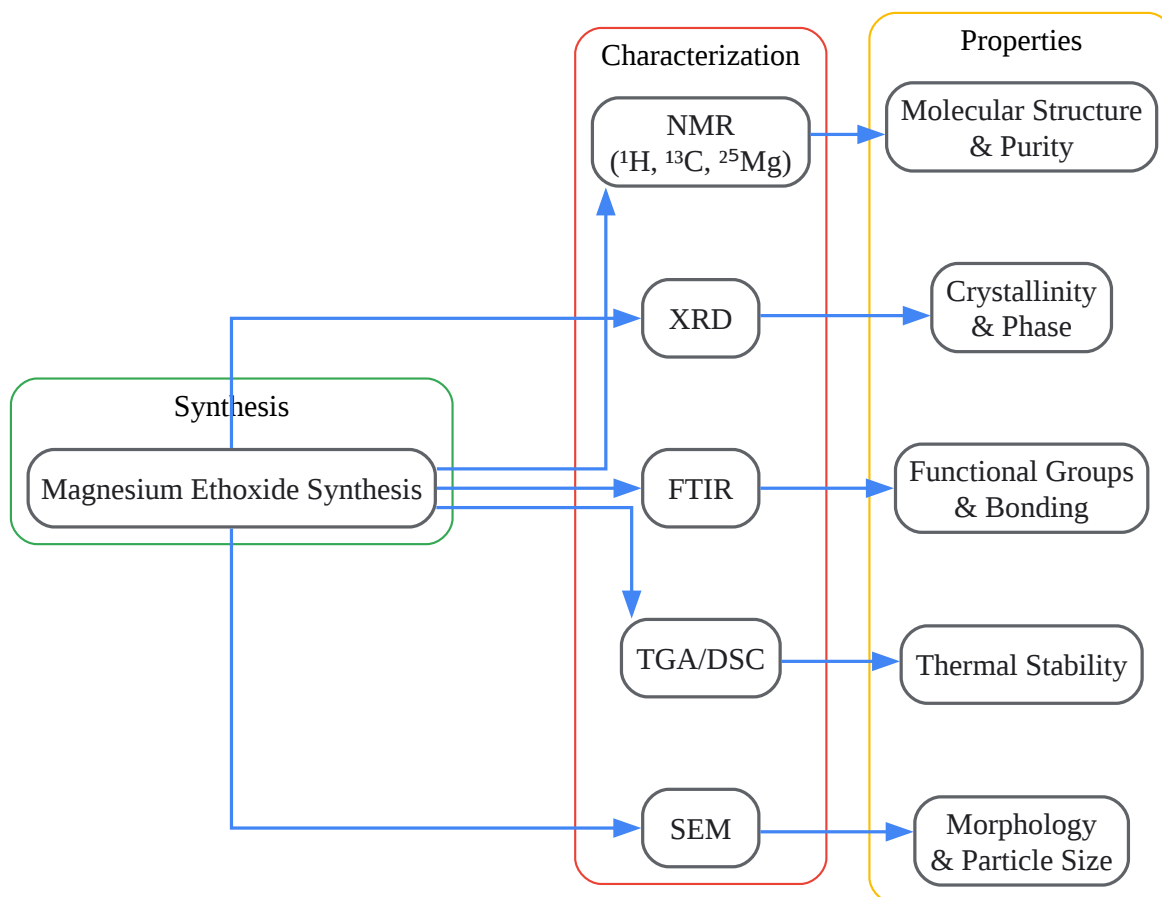 Synthesis
Magnesium Ethoxide Synthesis
Characterization
NMR
(¹H, ¹³C, ²⁵Mg)
XRD
FTIR
TGA/DSC
SEM
Properties
Molecular Structure
& Purity
Crystallinity
& Phase
Functional Groups
& Bonding
Thermal Stability
Morphology
& Particle Size